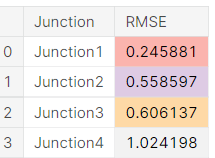 Junction RMSE
0 Junction1 0.245881
1 Junction2 0.558597
2 Junction3 0.606137
3 Junction4 1.024198